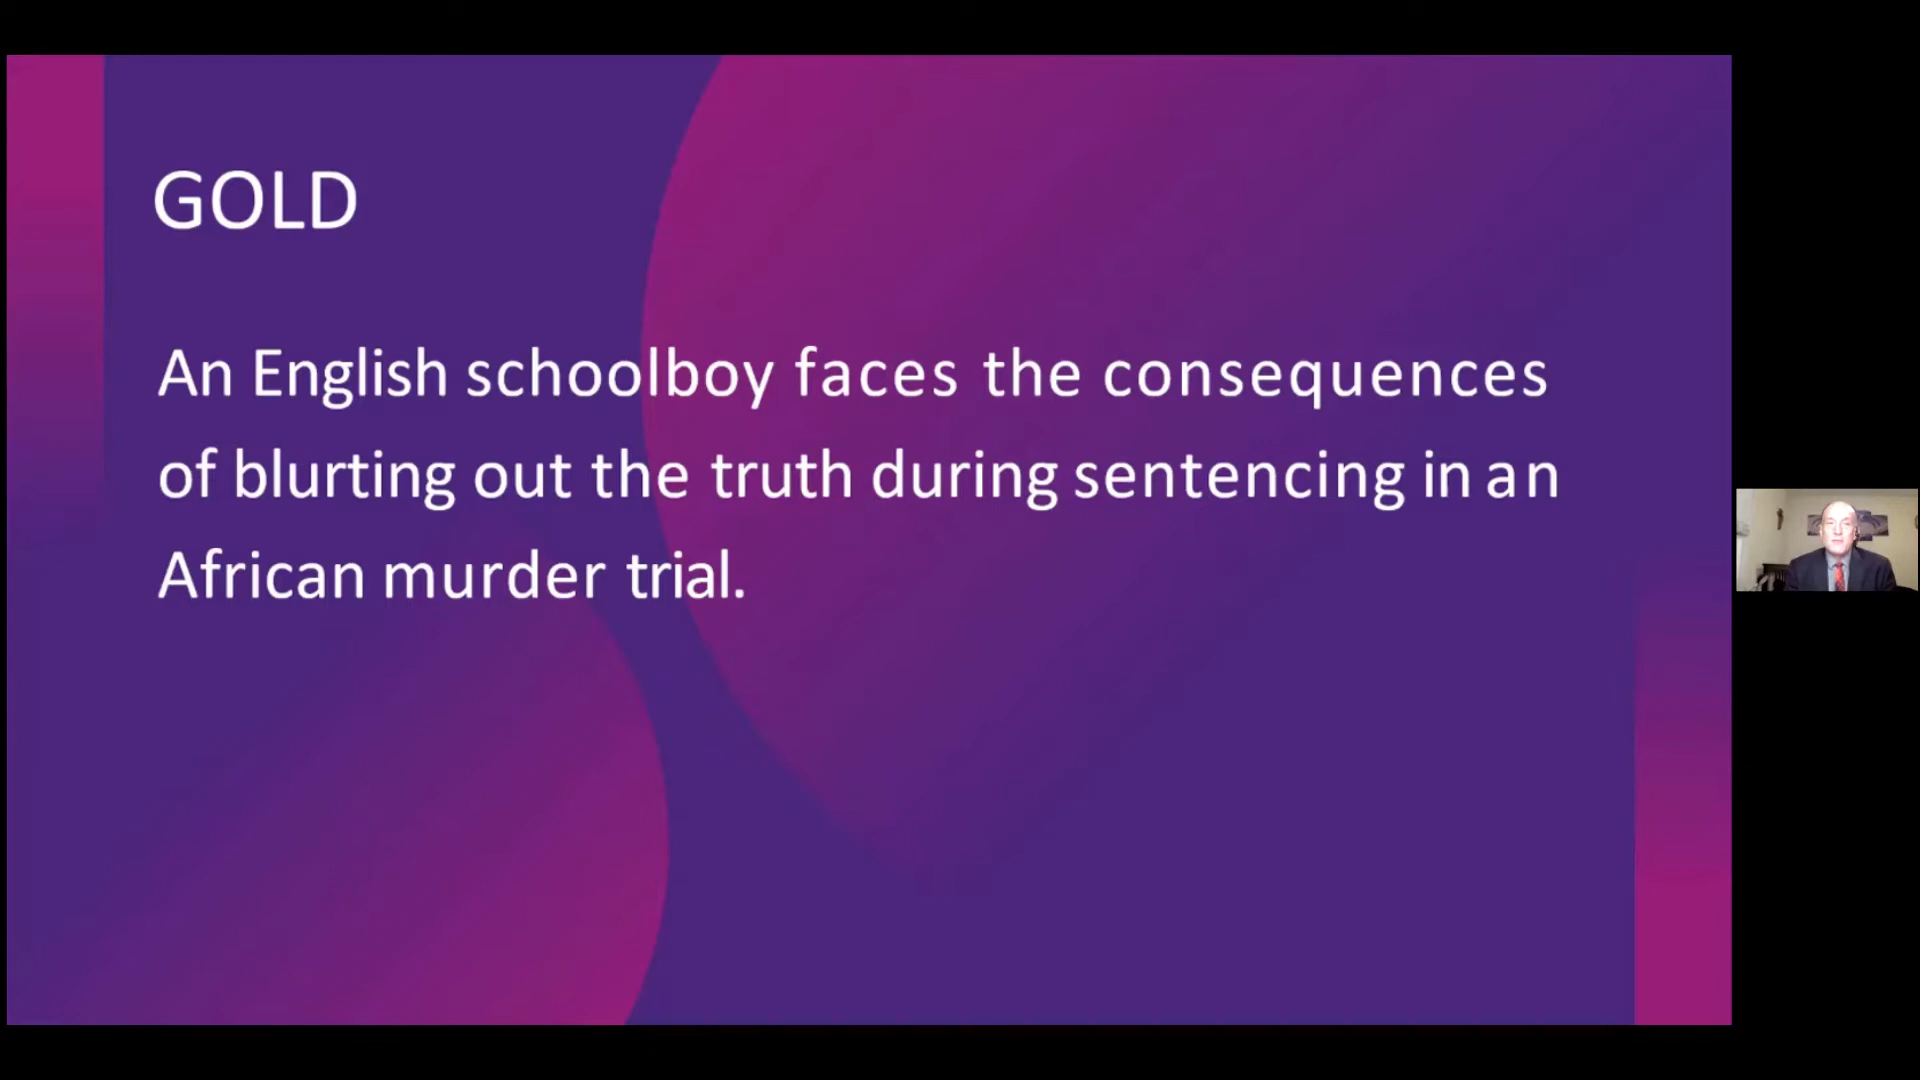 GOLD
An English schoolboy faces the consequences
of blurting out the truth during sentencing in an
African murder trial.